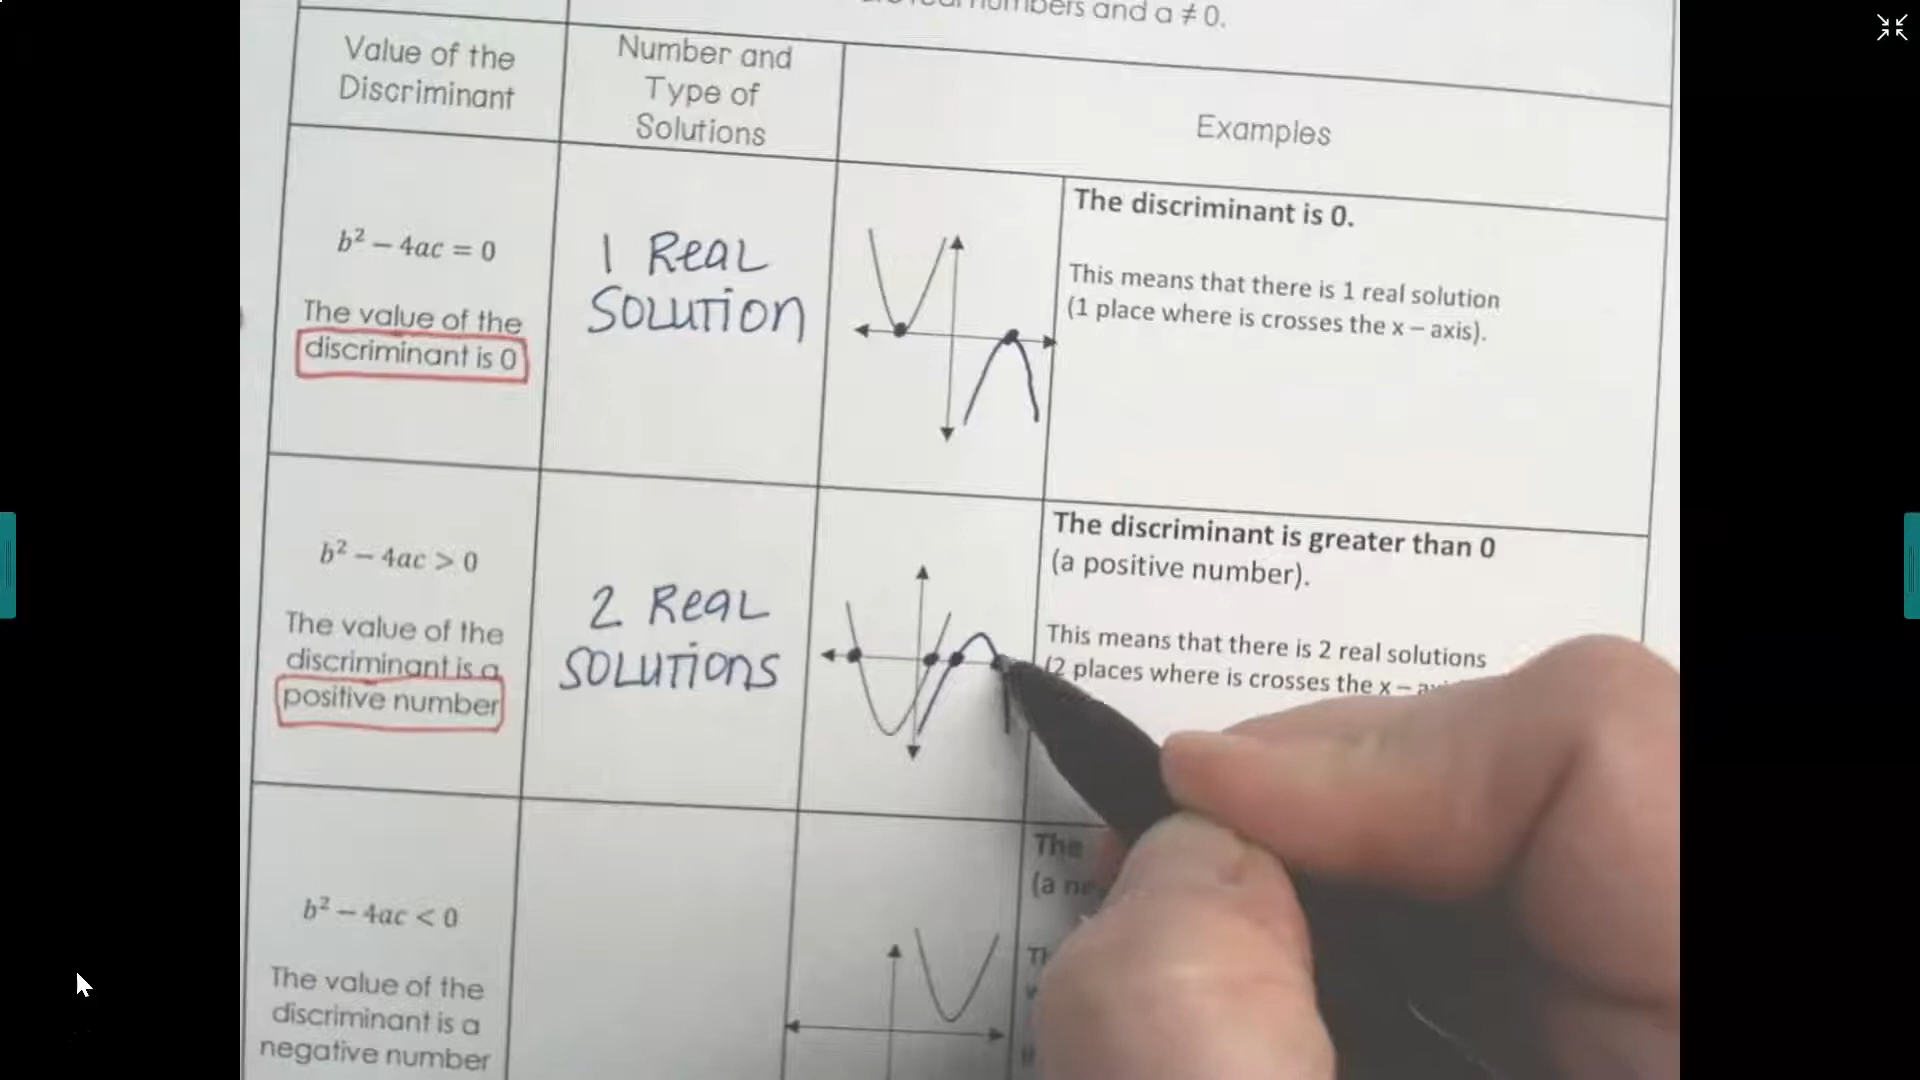 numbers and a ≠ 0.
Value of the
Discriminant
Number and
Type of
Solutions
Examples
b² − 4ac = 0
The value of the
discriminant is 0
1 Real
Solution
The discriminant is 0.
This means that there is 1 real solution
(1 place where is crosses the x – axis).
b² − 4ac > 0
The value of the
discriminant is a
positive number
2 Real
Solutions
The discriminant is greater than 0
(a positive number).
This means that there is 2 real solutions
(2 places where is crosses the x –
b² − 4ac < 0
The value of the
discriminant is a
negative number
The
(a